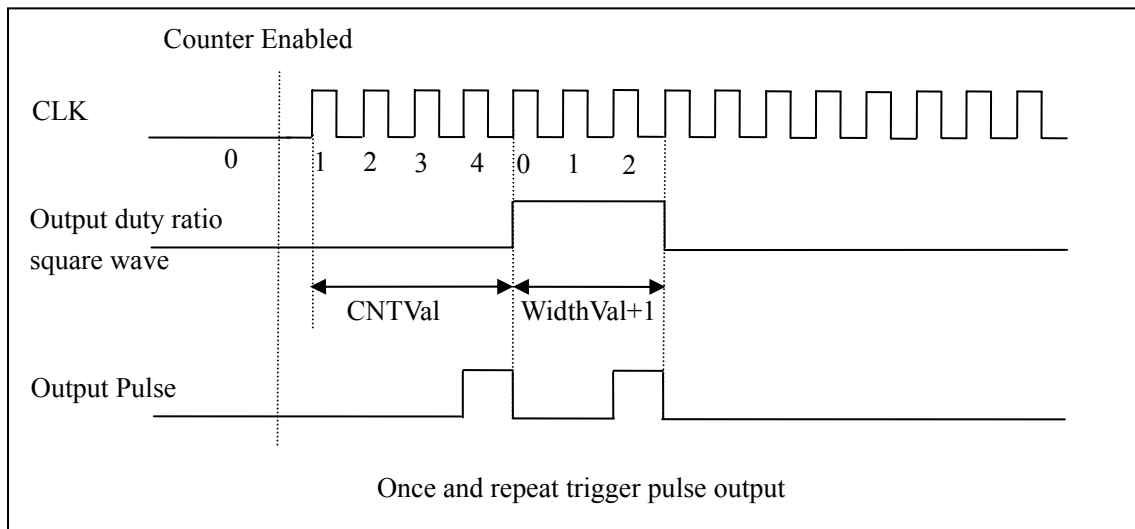 Counter Enabled
CLK
0 1 2 3 4 0 1 2
Output duty ratio
square wave
CNTVal WidthVal+1
Output Pulse
Once and repeat trigger pulse output